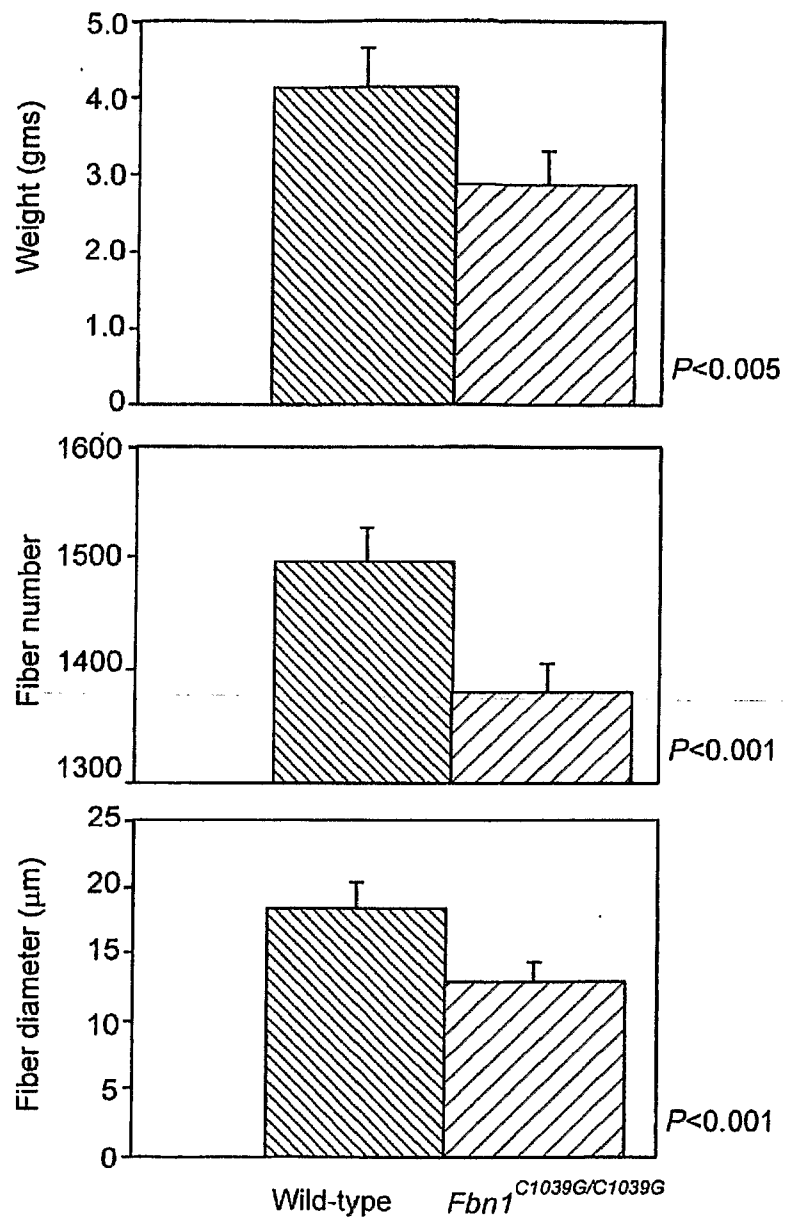 Weight (gms)
5.0
4.0
3.0
2.0
1.0
0
P<0.005
Fiber number
1600
1500
1400
1300
P<0.001
Fiber diameter (μm)
25
20
15
10
5
0
P<0.001
Wild-type Fbn1C1039G/C1039G